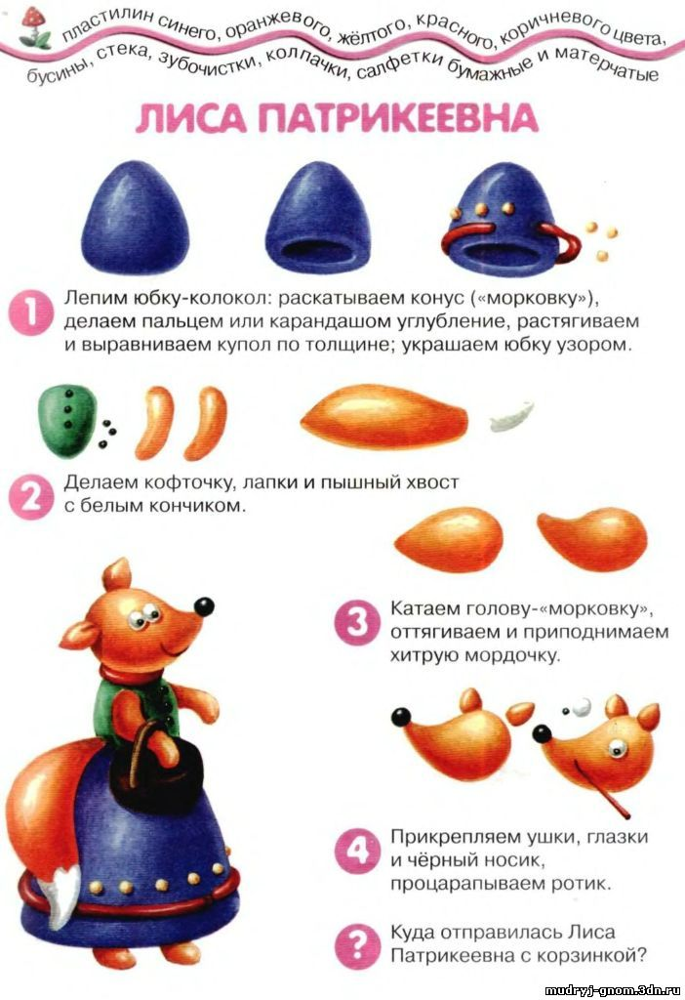 пластилин синего, оранжевого, жёлтого, красного, коричневого цвета,
бусины, стека, зубочистки, колпачки, салфетки бумажные и матерчатые
ЛИСА ПАТРИКЕЕВНА
1
Лепим юбку-колокол: раскатываем конус («морковку»),
делаем пальцем или карандашом углубление, растягиваем
и выравниваем купол по толщине; украшаем юбку узором.
2
Делаем кофточку, лапки и пышный хвост
с белым кончиком.
3
Катаем голову-«морковку»,
оттягиваем и приподнимаем
хитрую мордочку.
4
Прикрепляем ушки, глазки
и чёрный носик,
процарапываем ротик.
?
Куда отправилась Лиса
Патрикеевна с корзинкой?
mudryj-gnom.3dn.ru